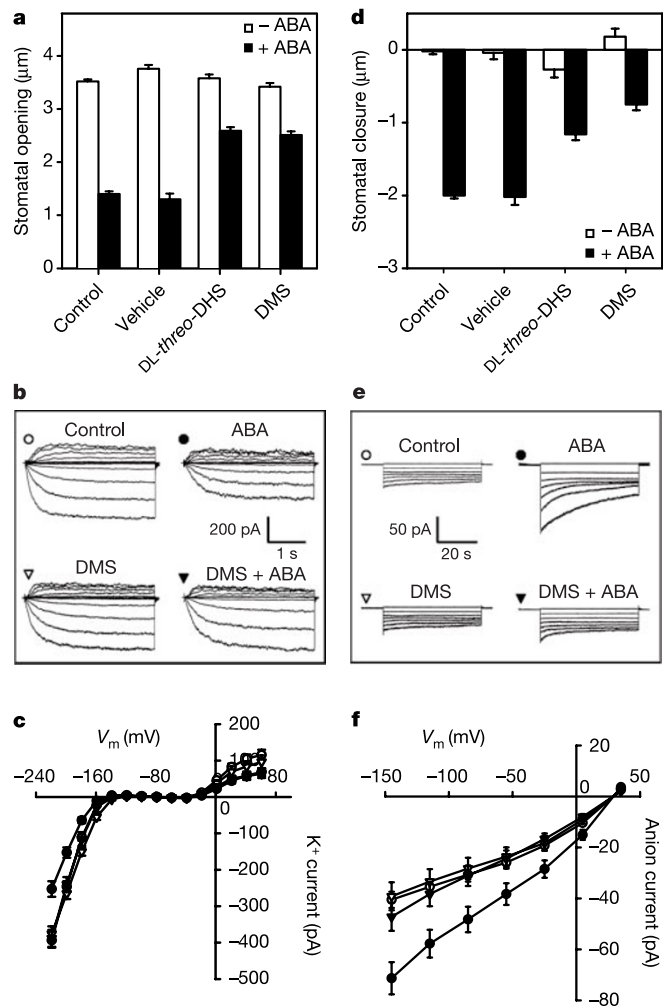 a
– ABA
+ ABA
Stomatal opening (μm)
4
3
2
1
0
Control
Vehicle
DL-threo-DHS
DMS
d
0
–1
–2
–3
Stomatal closure (μm)
– ABA
+ ABA
Control
Vehicle
DL-threo-DHS
DMS
b
Control
ABA
200 pA
1 s
DMS
DMS + ABA
e
Control
ABA
50 pA
20 s
DMS
DMS + ABA
c
Vm (mV)
–220
–160
–100
–40
80
200
–100
–200
–300
–400
–500
K+ current (pA)
f
Vm (mV)
–150
–100
–50
0
50
20
0
–20
–40
–60
–80
Anion current (pA)